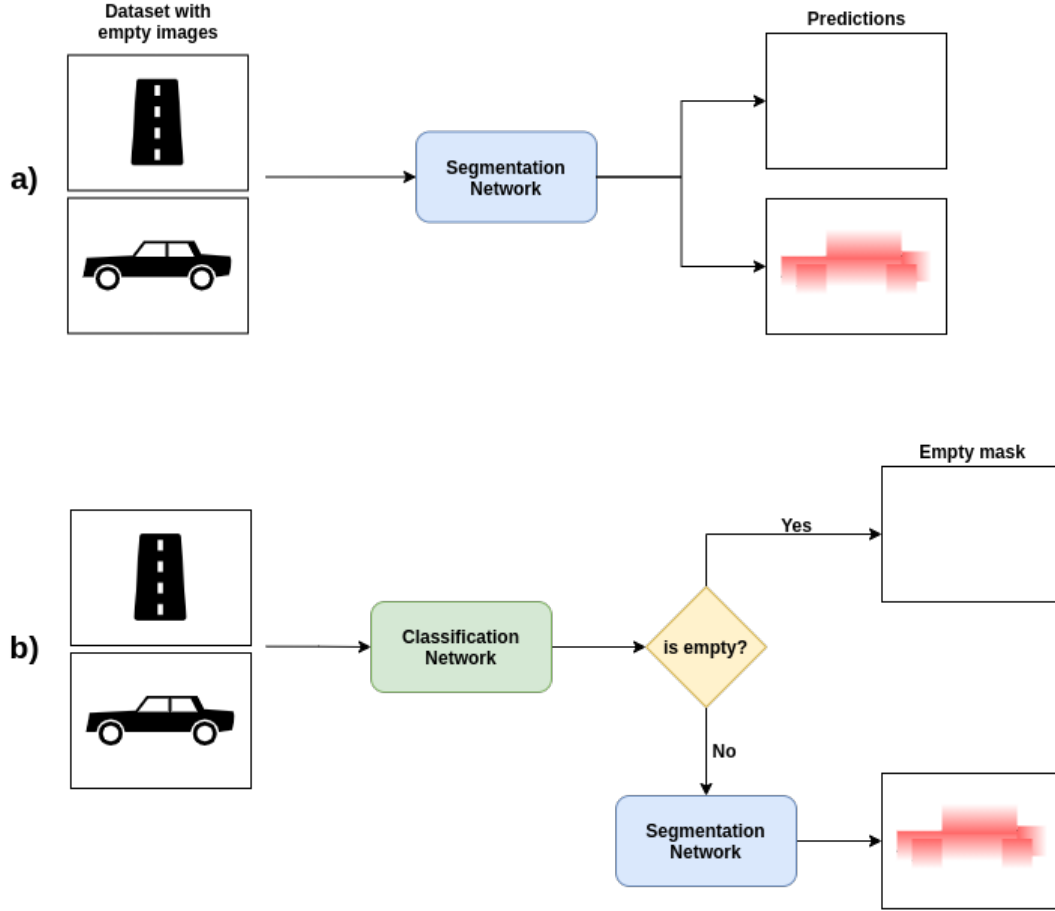 Dataset with
empty images
Predictions
a)
Segmentation
Network
Empty mask
Yes
b)
Classification
Network
is empty?
No
Segmentation
Network